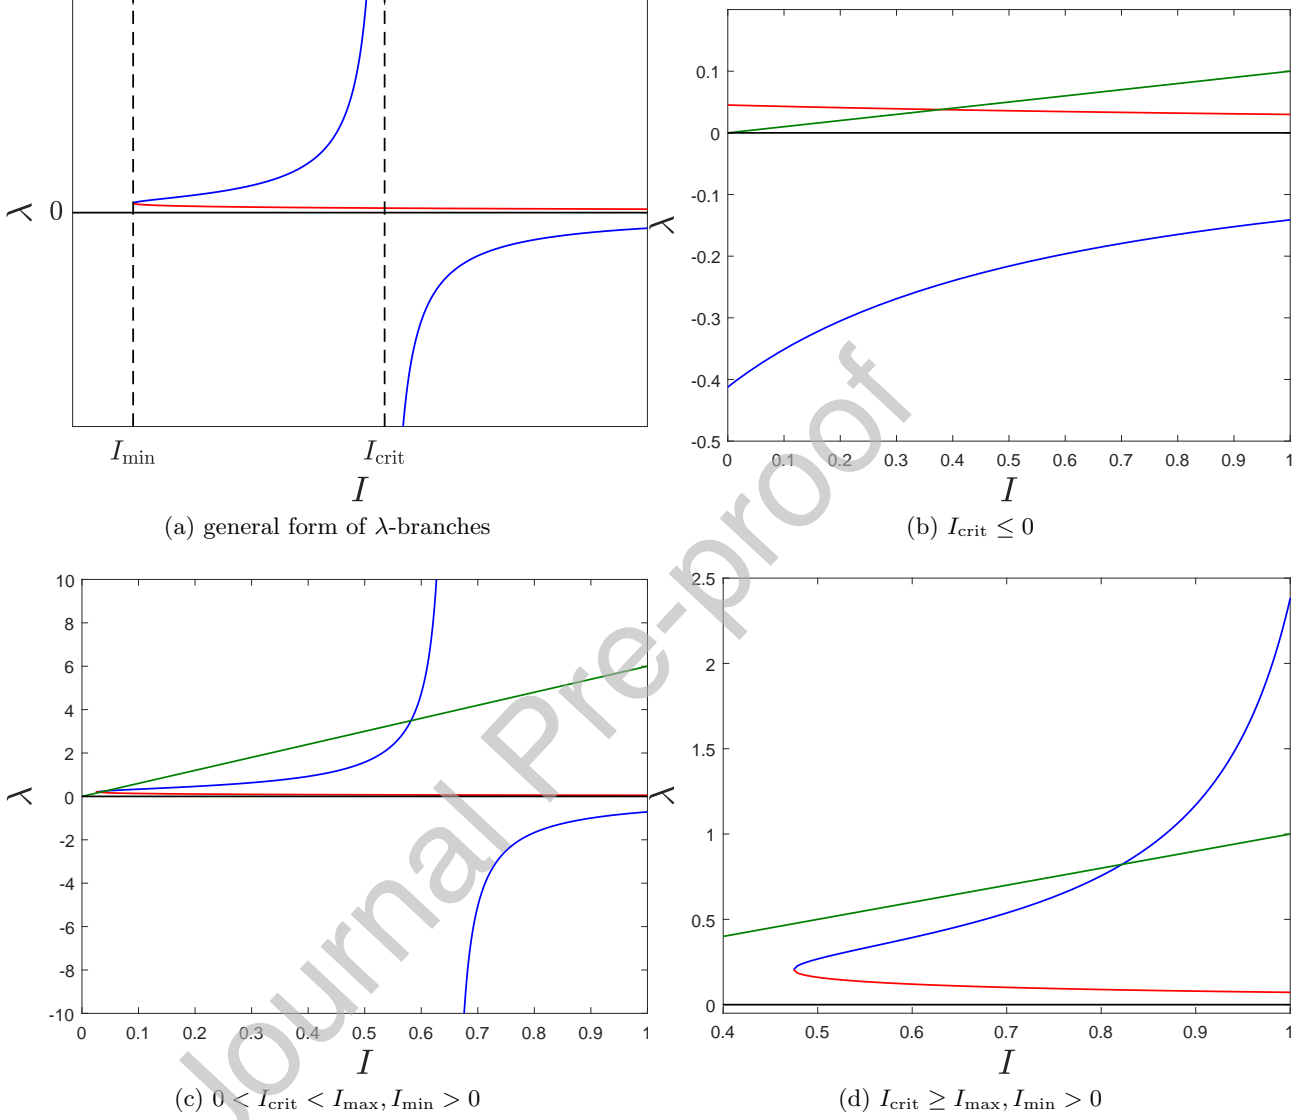 λ
0
I_min
I_crit
I
(a) general form of λ-branches
0.1
0
-0.1
-0.2
-0.3
-0.4
-0.5
λ
0 0.1 0.2 0.3 0.4 0.5 0.6 0.7 0.8 0.9 1
I
(b) I_crit ≤ 0
10
8
6
4
2
0
-2
-4
-6
-8
-10
λ
0 0.1 0.2 0.3 0.4 0.5 0.6 0.7 0.8 0.9 1
I
(c) 0 < I_crit < I_max, I_min > 0
2.5
2
1.5
1
0.5
0
λ
0.4 0.5 0.6 0.7 0.8 0.9 1
I
(d) I_crit ≥ I_max, I_min > 0
Journal Pre-proof